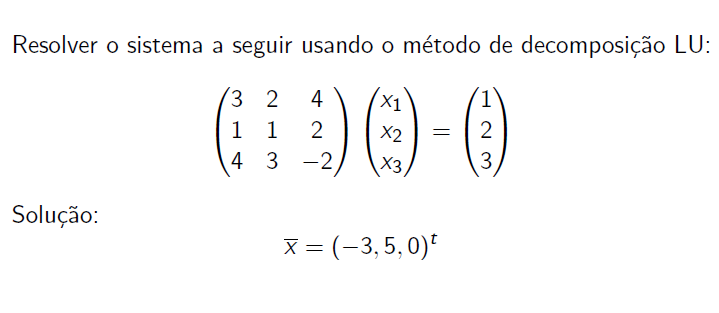 Resolver o sistema a seguir usando o método de decomposição LU:
3 2 4 x₁ 1
1 1 2 x₂ = 2
4 3 −2 x₃ 3
Solução:
x̅ = (−3, 5, 0)ᵗ